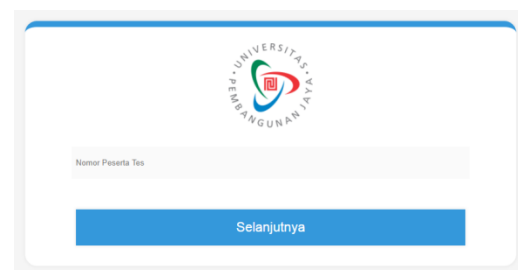 UNIVERSITAS
PEMBANGUNAN JAYA
Nomor Peserta Tes
Selanjutnya